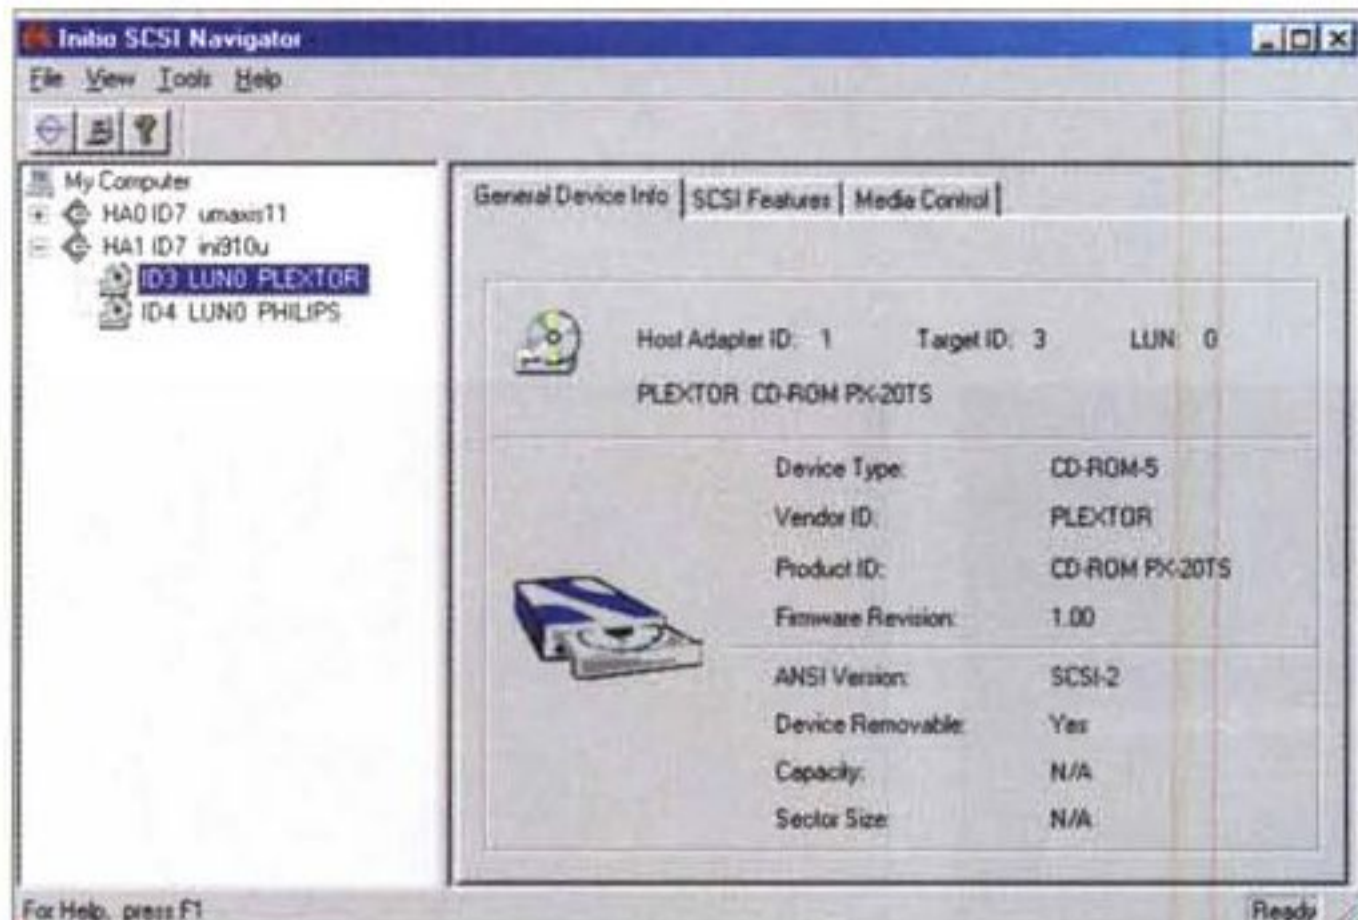 Initio SCSI Navigator
File View Tools Help
My Computer
HA0 ID7 umaxis11
HA1 ID7 ini910u
ID3 LUN0 PLEXTOR
ID4 LUN0 PHILIPS
General Device Info SCSI Features Media Control
Host Adapter ID: 1 Target ID: 3 LUN: 0
PLEXTOR CD-ROM PX-20TS
Device Type: CD-ROM-5
Vendor ID: PLEXTOR
Product ID: CD-ROM PX-20TS
Firmware Revision: 1.00
ANSI Version: SCSI-2
Device Removable: Yes
Capacity: N/A
Sector Size: N/A
For Help, press F1 Ready